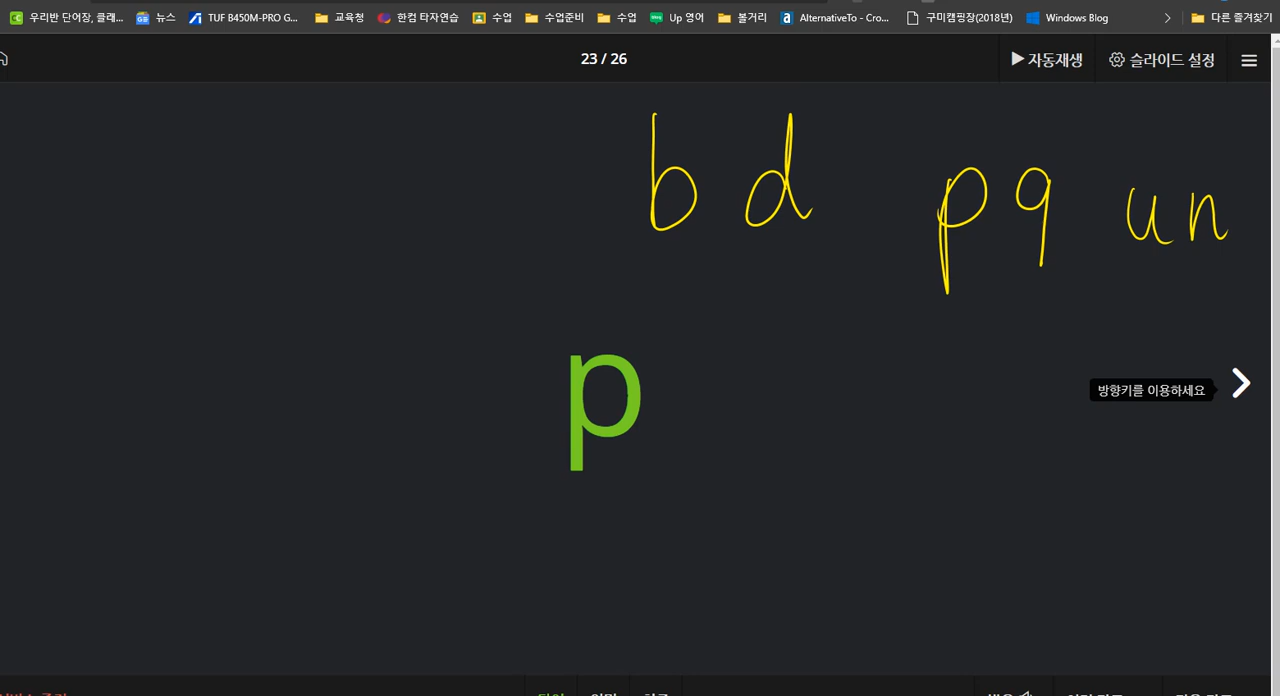 우리반 단어장, 클래... 뉴스 TUF B450M-PRO G... 교육청 한컴 타자연습 수업 수업준비 수업 Up 영어 볼거리 AlternativeTo - Cro... 구미캠핑장(2018년) Windows Blog 다른 즐겨찾기
23 / 26 ▶자동재생 슬라이드 설정
b d p q u n
p
방향키를 이용하세요